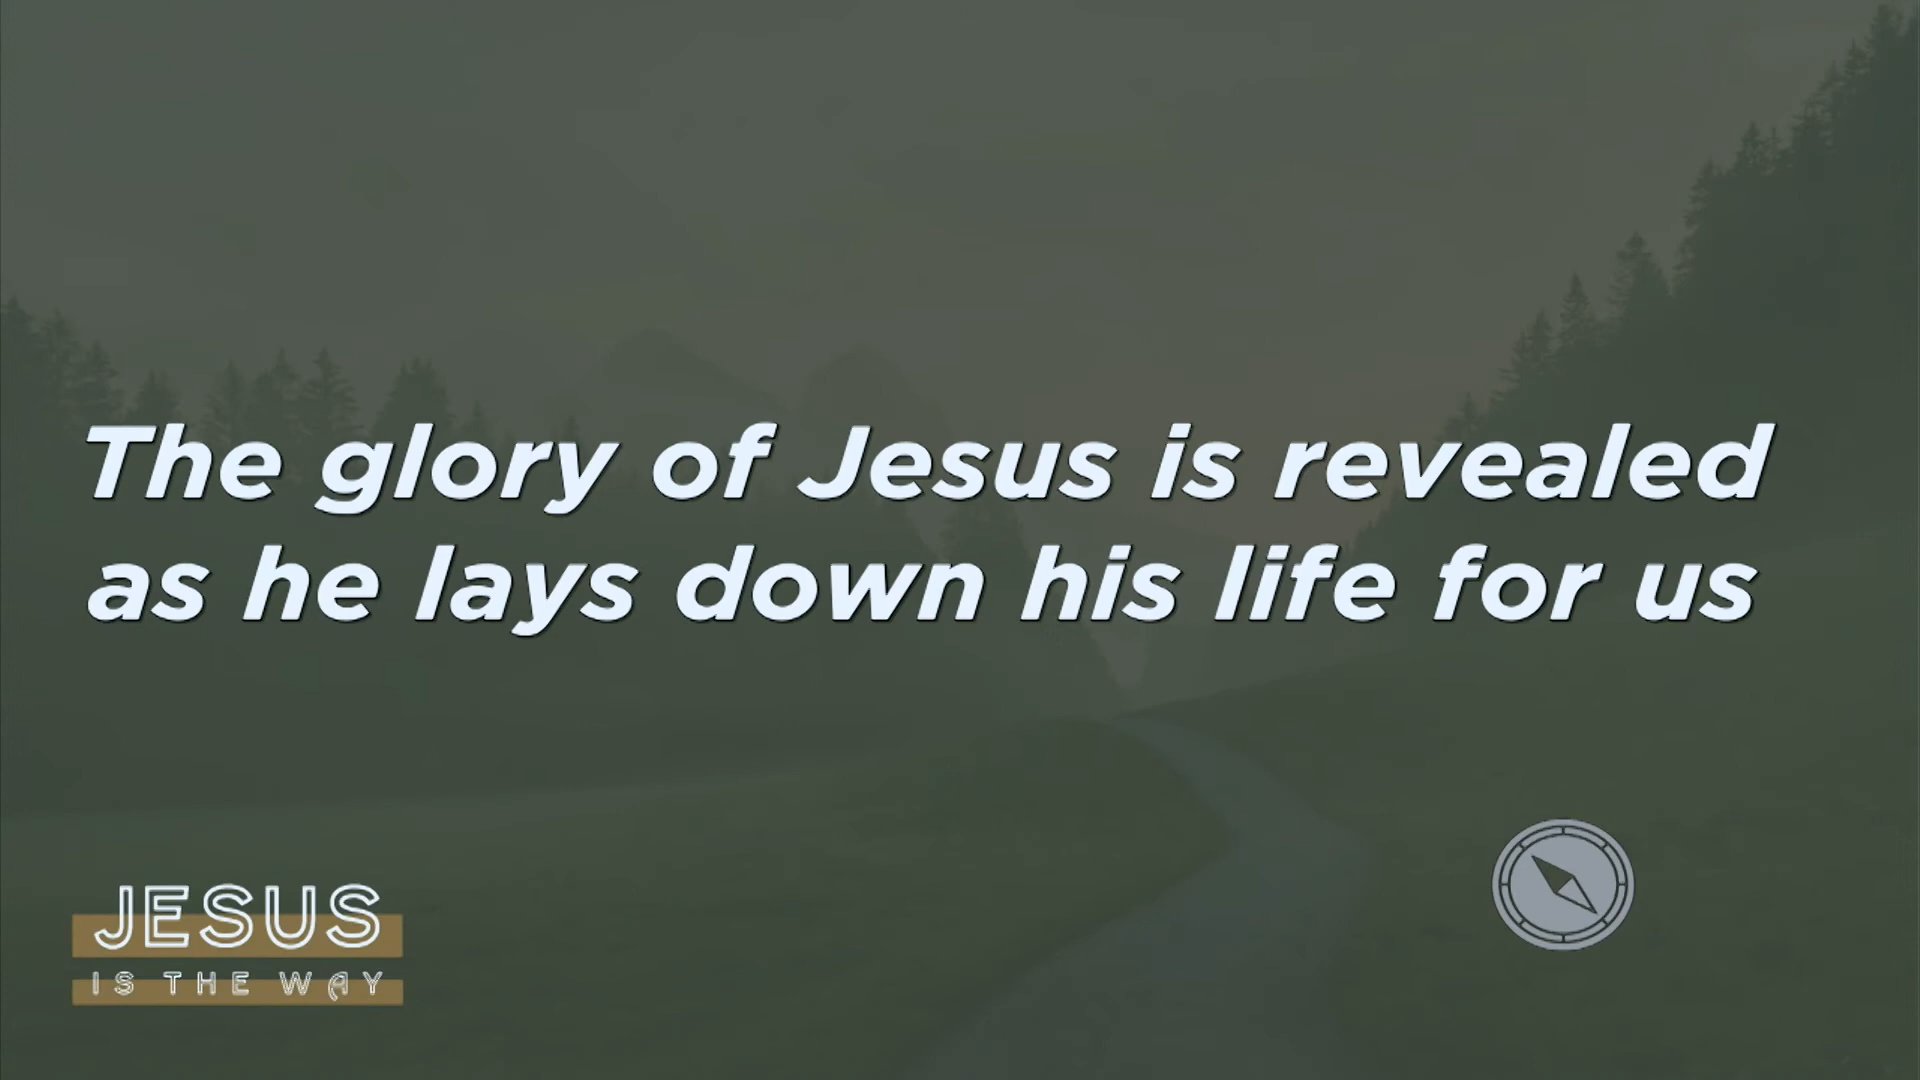 The glory of Jesus is revealed
as he lays down his life for us
JESUS
IS THE WAY